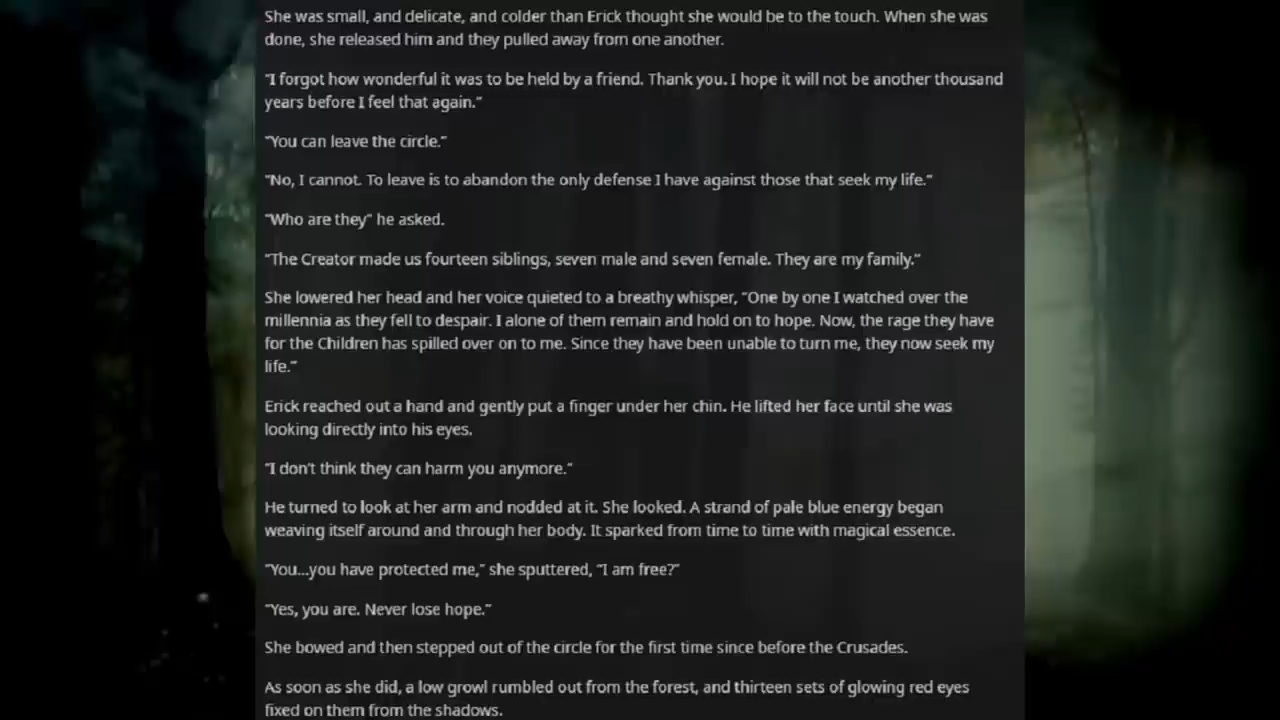 She was small, and delicate, and colder than Erick thought she would be to the touch. When she was
done, she released him and they pulled away from one another.
"I forgot how wonderful it was to be held by a friend. Thank you. I hope it will not be another thousand
years before I feel that again."
"You can leave the circle."
"No, I cannot. To leave is to abandon the only defense I have against those that seek my life."
"Who are they" he asked.
"The Creator made us fourteen siblings, seven male and seven female. They are my family."
She lowered her head and her voice quieted to a breathy whisper, "One by one I watched over the
millennia as they fell to despair. I alone of them remain and hold on to hope. Now, the rage they have
for the Children has spilled over on to me. Since they have been unable to turn me, they now seek my
life."
Erick reached out a hand and gently put a finger under her chin. He lifted her face until she was
looking directly into his eyes.
"I don't think they can harm you anymore."
He turned to look at her arm and nodded at it. She looked. A strand of pale blue energy began
weaving itself around and through her body. It sparked from time to time with magical essence.
"You...you have protected me," she sputtered, "I am free?"
"Yes, you are. Never lose hope."
She bowed and then stepped out of the circle for the first time since before the Crusades.
As soon as she did, a low growl rumbled out from the forest, and thirteen sets of glowing red eyes
fixed on them from the shadows.